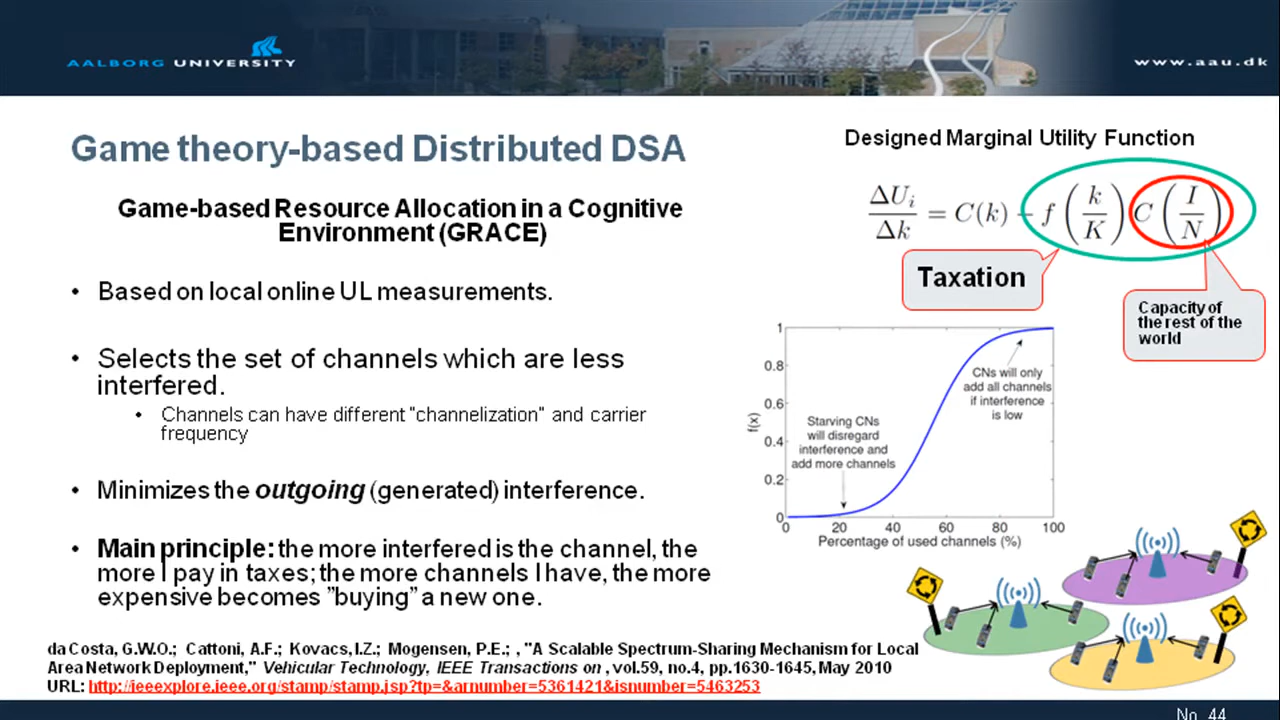 AALBORG UNIVERSITY
www.aau.dk
Game theory-based Distributed DSA
Game-based Resource Allocation in a Cognitive
Environment (GRACE)
• Based on local online UL measurements.
• Selects the set of channels which are less
interfered.
• Channels can have different "channelization" and carrier
frequency
• Minimizes the outgoing (generated) interference.
• Main principle: the more interfered is the channel, the
more I pay in taxes; the more channels I have, the more
expensive becomes "buying" a new one.
Designed Marginal Utility Function
ΔU_i/Δk = C(k) − f(k/K) C(I/N)
Taxation
Capacity of
the rest of the
world
1
0.8
0.6
0.4
0.2
0
f(x)
CNs will only
add all channels
if interference
is low
Starving CNs
will disregard
interference and
add more channels
0 20 40 60 80 100
Percentage of used channels (%)
da Costa, G.W.O.; Cattoni, A.F.; Kovacs, I.Z.; Mogensen, P.E.; , "A Scalable Spectrum-Sharing Mechanism for Local
Area Network Deployment," Vehicular Technology, IEEE Transactions on , vol.59, no.4, pp.1630-1645, May 2010
URL: http://ieeexplore.ieee.org/stamp/stamp.jsp?tp=&arnumber=5361421&isnumber=5463253
No. 44